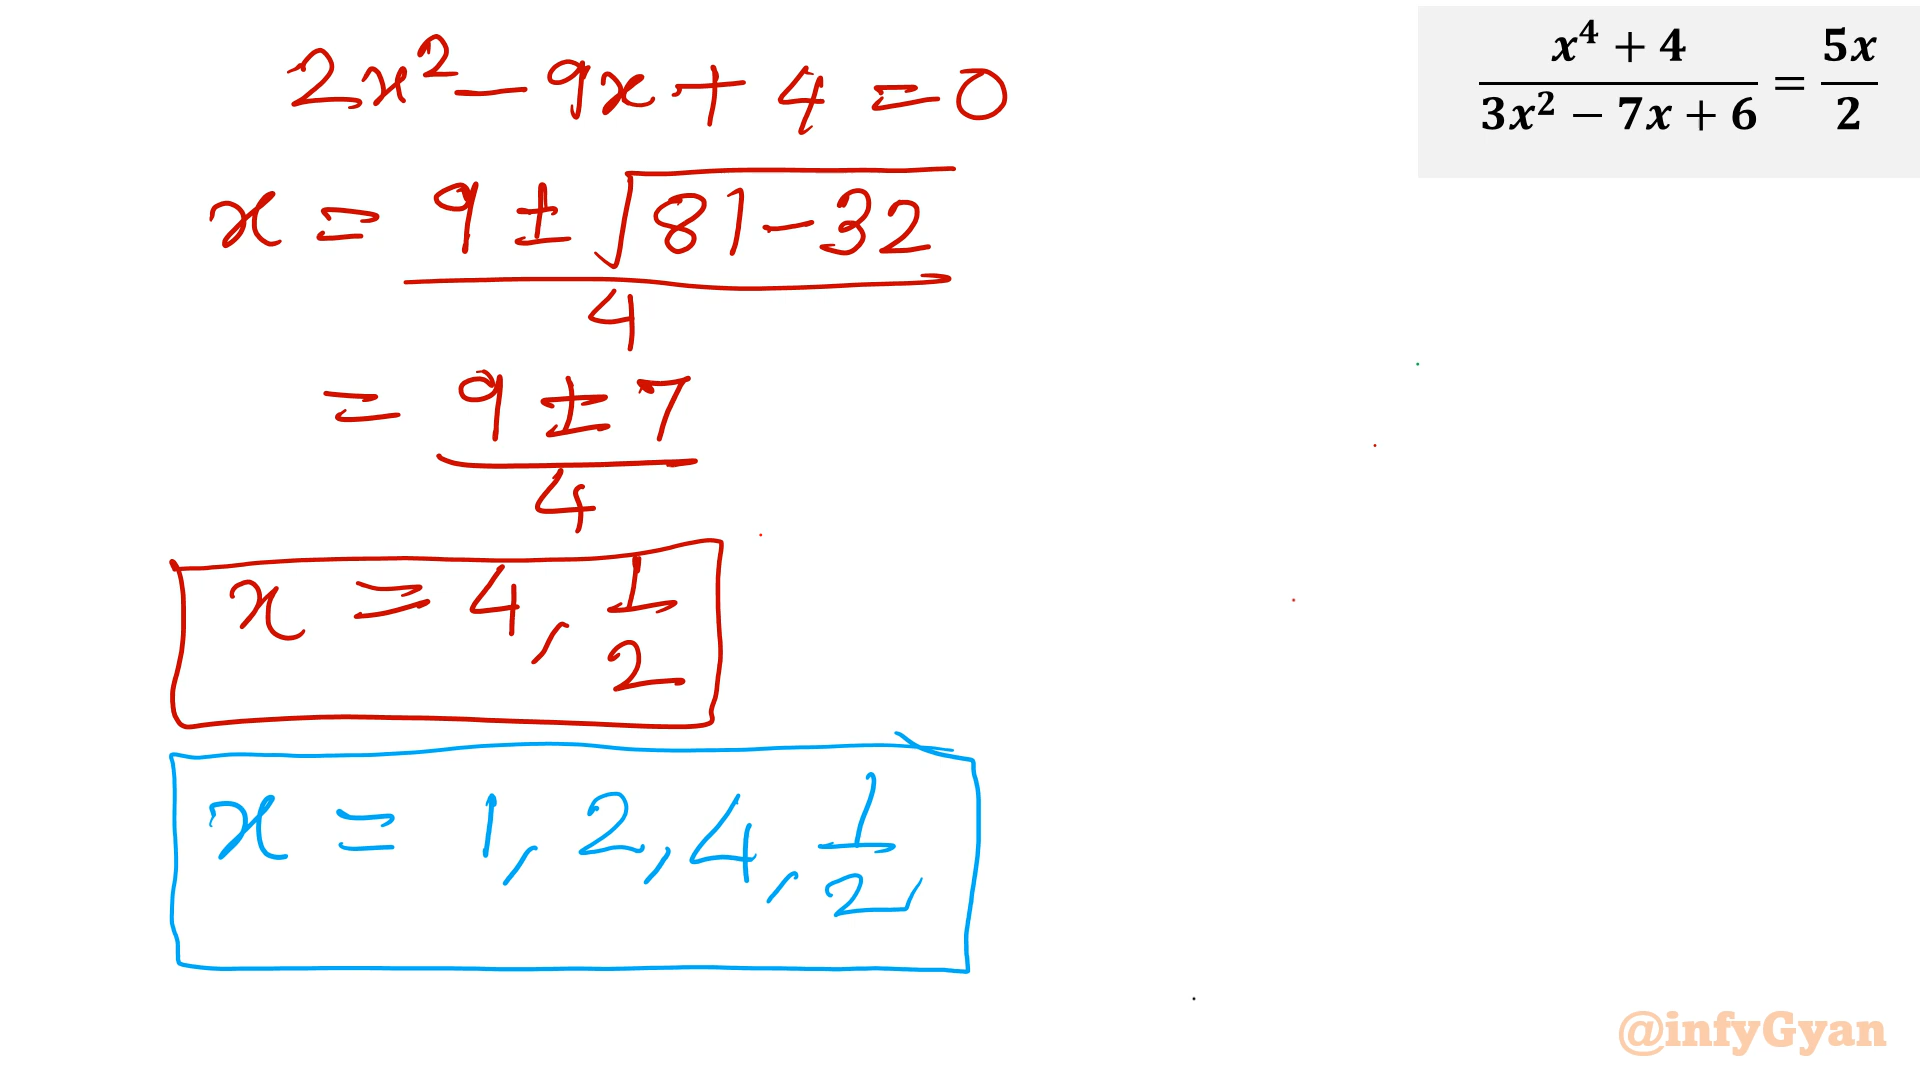 2x² - 9x + 4 = 0
x = (9 ± √(81 - 32)) / 4
= (9 ± 7) / 4
x = 4, 1/2
x = 1, 2, 4, 1/2
(x⁴ + 4) / (3x² − 7x + 6) = 5x / 2
@infyGyan